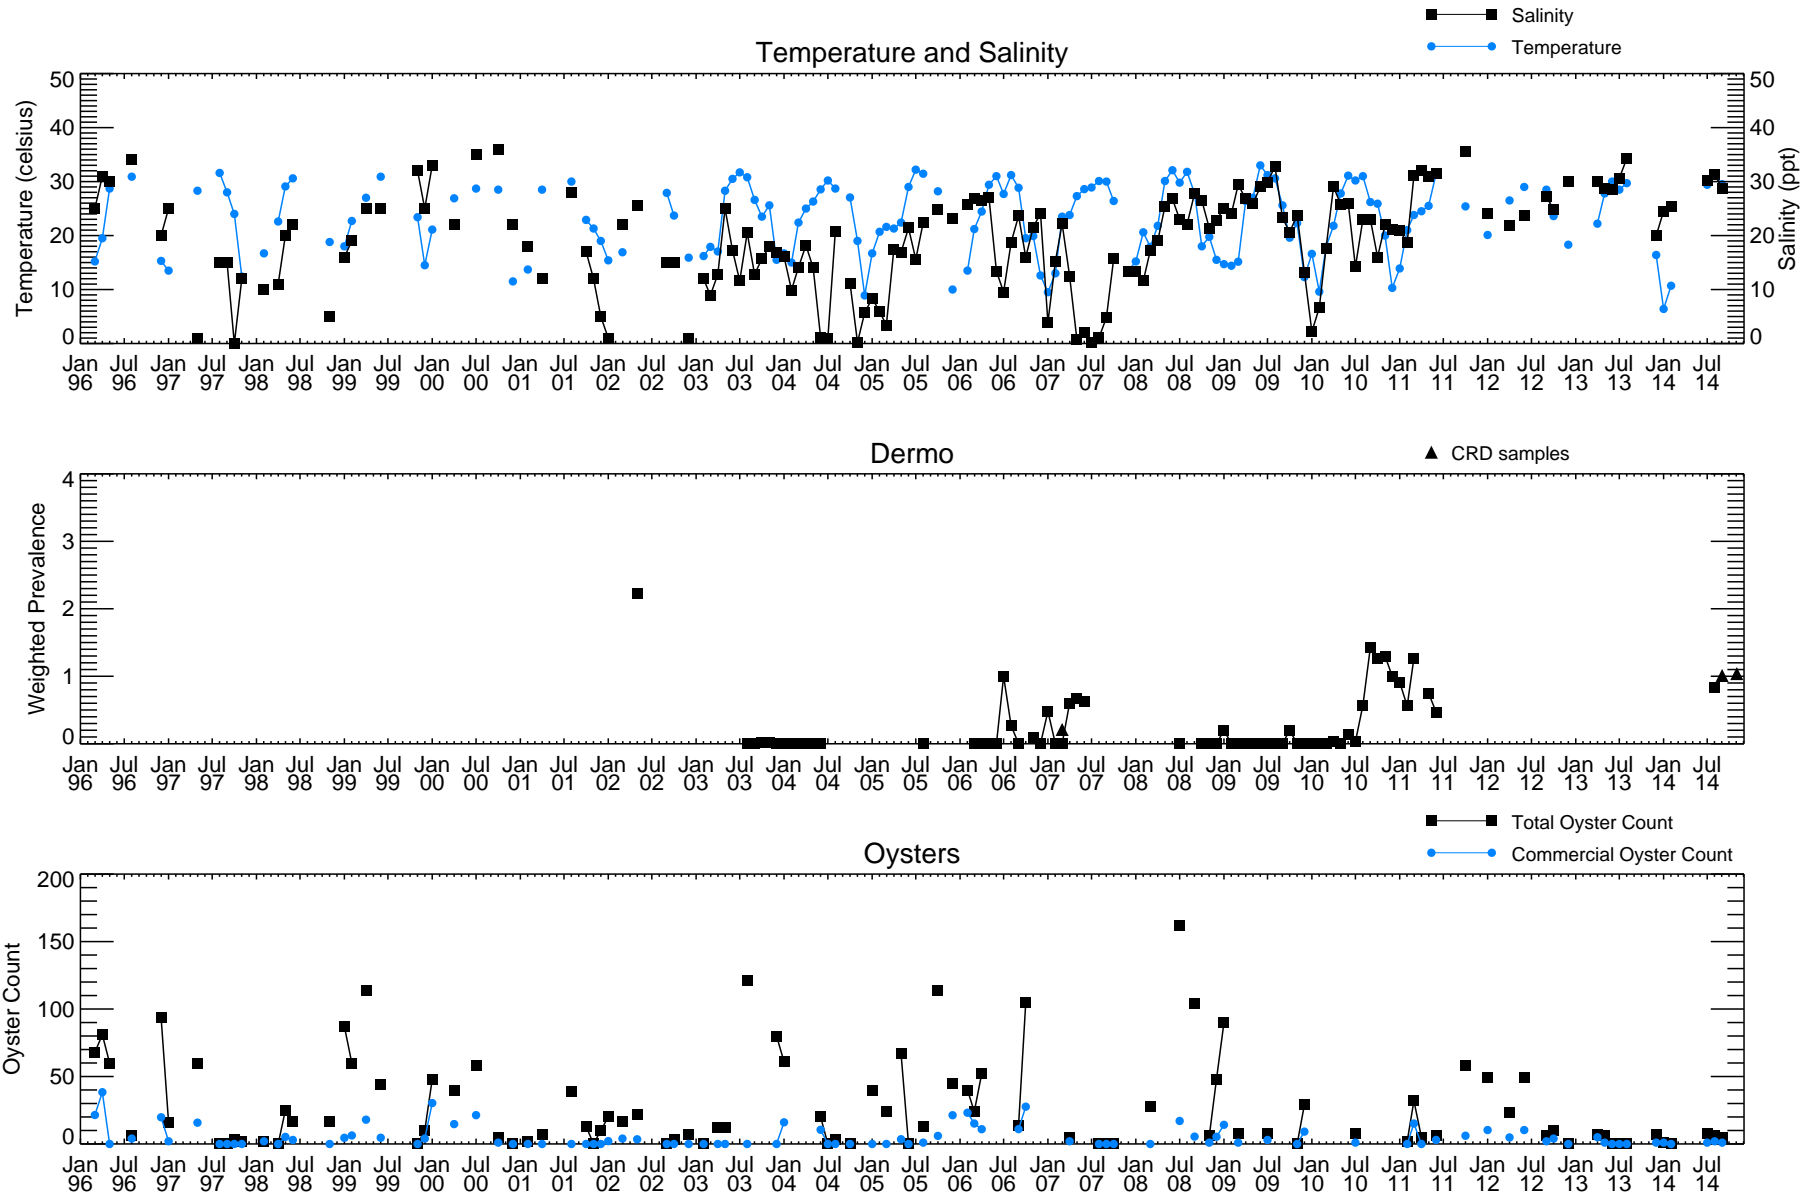 Salinity
Temperature
Temperature and Salinity
50 40 30 20 10 0
Temperature (celsius)
50 40 30 20 10 0
Salinity (ppt)
Jan Jul Jan Jul Jan Jul Jan Jul Jan Jul Jan Jul Jan Jul Jan Jul Jan Jul Jan Jul Jan Jul Jan Jul Jan Jul Jan Jul Jan Jul Jan Jul Jan Jul Jan Jul Jan Jul
96 96 97 97 98 98 99 99 00 00 01 01 02 02 03 03 04 04 05 05 06 06 07 07 08 08 09 09 10 10 11 11 12 12 13 13 14 14
Dermo
CRD samples
4 3 2 1 0
Weighted Prevalence
Jan Jul Jan Jul Jan Jul Jan Jul Jan Jul Jan Jul Jan Jul Jan Jul Jan Jul Jan Jul Jan Jul Jan Jul Jan Jul Jan Jul Jan Jul Jan Jul Jan Jul Jan Jul Jan Jul
96 96 97 97 98 98 99 99 00 00 01 01 02 02 03 03 04 04 05 05 06 06 07 07 08 08 09 09 10 10 11 11 12 12 13 13 14 14
Total Oyster Count
Commercial Oyster Count
Oysters
200 150 100 50 0
Oyster Count
Jan Jul Jan Jul Jan Jul Jan Jul Jan Jul Jan Jul Jan Jul Jan Jul Jan Jul Jan Jul Jan Jul Jan Jul Jan Jul Jan Jul Jan Jul Jan Jul Jan Jul Jan Jul Jan Jul
96 96 97 97 98 98 99 99 00 00 01 01 02 02 03 03 04 04 05 05 06 06 07 07 08 08 09 09 10 10 11 11 12 12 13 13 14 14